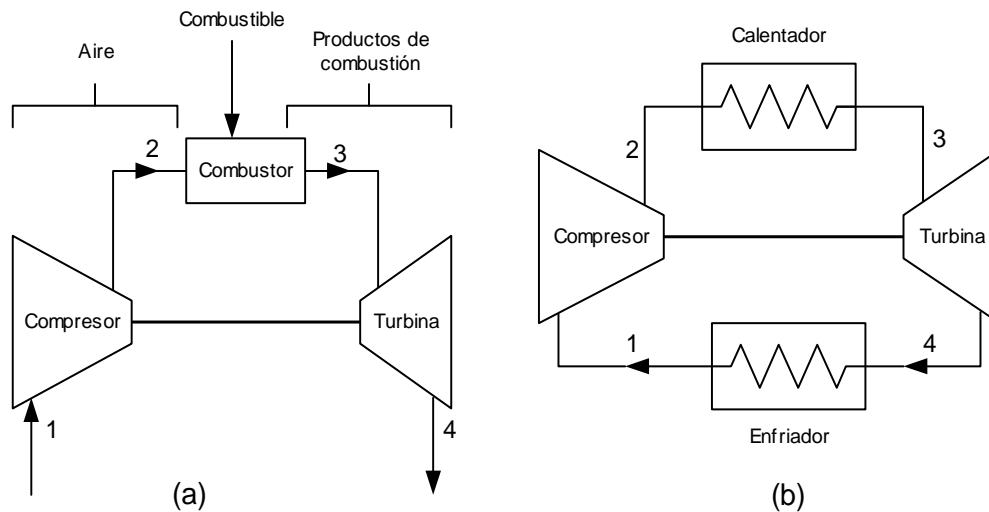 Combustible
Aire
Productos de
combustión
2
Combustor
3
Compresor
Turbina
1
4
(a)
Calentador
2
3
Compresor
Turbina
1
4
Enfriador
(b)